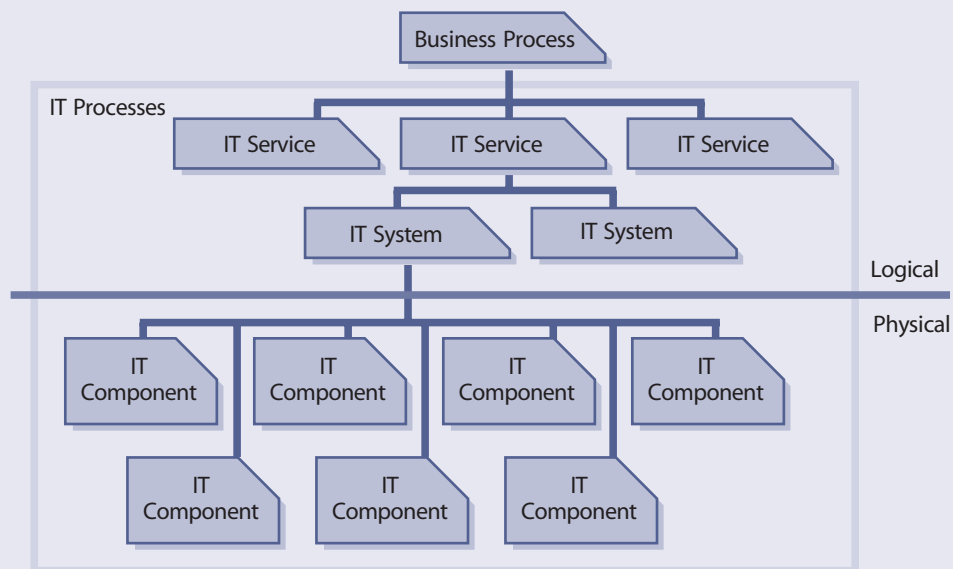 Business Process
IT Processes
IT Service
IT Service
IT Service
IT System
IT System
Logical
Physical
IT
Component
IT
Component
IT
Component
IT
Component
IT
Component
IT
Component
IT
Component